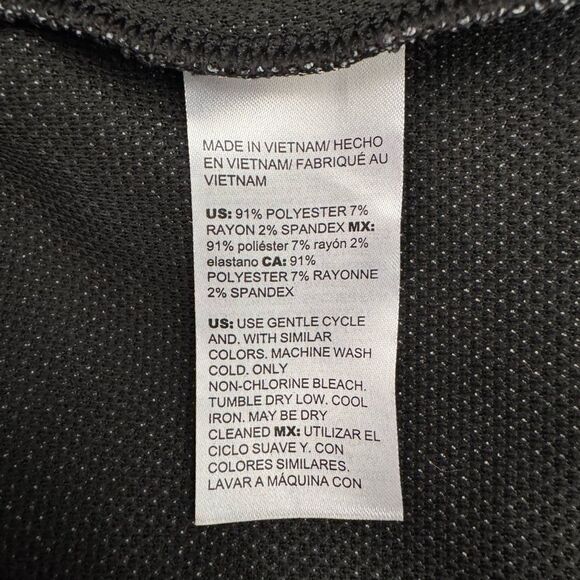 MADE IN VIETNAM/ HECHO
EN VIETNAM/ FABRIQUÉ AU
VIETNAM
US: 91% POLYESTER 7%
RAYON 2% SPANDEX MX:
91% poliéster 7% rayón 2%
elastano CA: 91%
POLYESTER 7% RAYONNE
2% SPANDEX
US: USE GENTLE CYCLE
AND. WITH SIMILAR
COLORS. MACHINE WASH
COLD. ONLY
NON-CHLORINE BLEACH.
TUMBLE DRY LOW. COOL
IRON. MAY BE DRY
CLEANED MX: UTILIZAR EL
CICLO SUAVE Y. CON
COLORES SIMILARES.
LAVAR A MÁQUINA CON